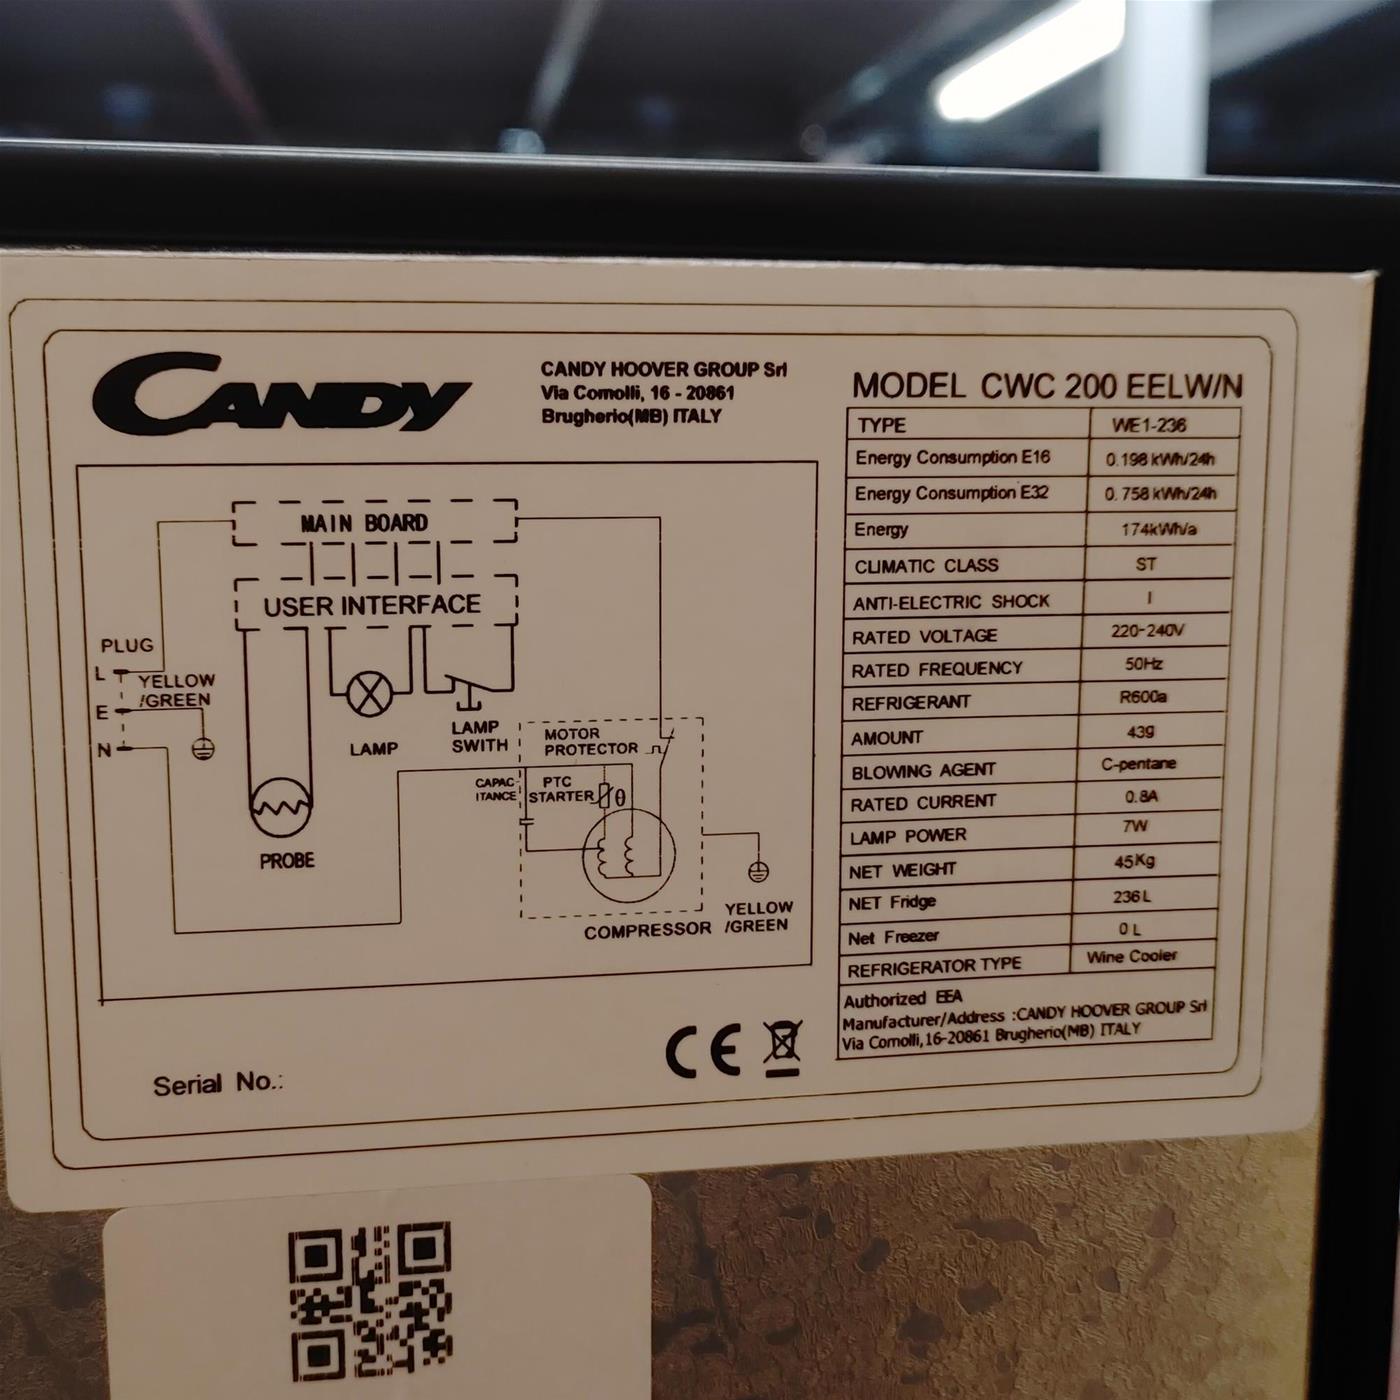 CANDY
CANDY HOOVER GROUP Srl
Via Comolli, 16 - 20861
Brugherio(MB) ITALY
MAIN BOARD
USER INTERFACE
PLUG
L
YELLOW
/GREEN
E
N
LAMP
LAMP
SWITH
PROBE
MOTOR
PROTECTOR
CAPAC-
ITANCE
PTC
STARTER
θ
COMPRESSOR
YELLOW
/GREEN
Serial No.:
CE
MODEL CWC 200 EELW/N
TYPE WE1-236
Energy Consumption E16 0.198 kWh/24h
Energy Consumption E32 0.758 kWh/24h
Energy 174kWh/a
CLIMATIC CLASS ST
ANTI-ELECTRIC SHOCK I
RATED VOLTAGE 220-240V
RATED FREQUENCY 50Hz
REFRIGERANT R600a
AMOUNT 43g
BLOWING AGENT C-pentane
RATED CURRENT 0.8A
LAMP POWER 7W
NET WEIGHT 45Kg
NET Fridge 236L
Net Freezer 0 L
REFRIGERATOR TYPE Wine Cooler
Authorized EEA
Manufacturer/Address :CANDY HOOVER GROUP Srl
Via Comolli,16-20861 Brugherio(MB) ITALY